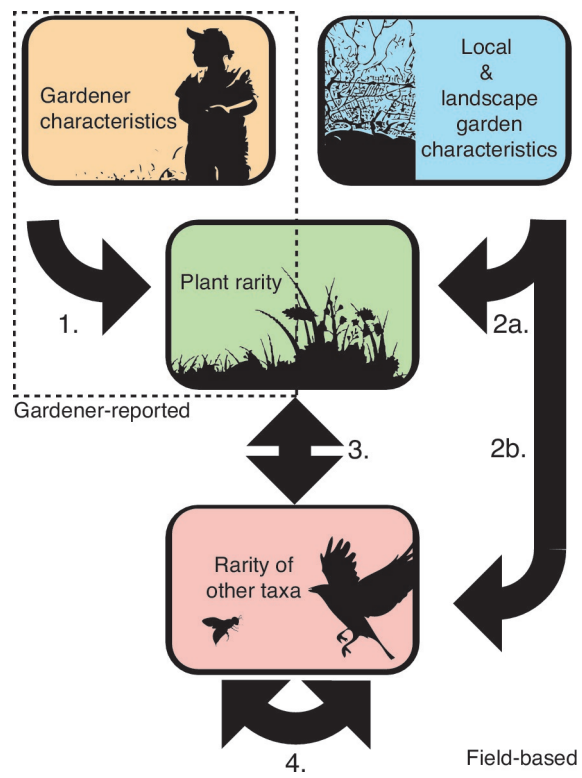 Gardener
characteristics
Local
&
landscape
garden
characteristics
Plant rarity
1.
2a.
Gardener-reported
3.
2b.
Rarity of
other taxa
4.
Field-based